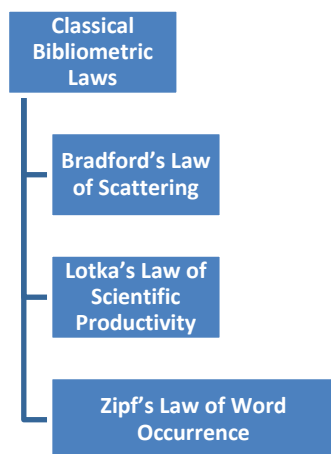 Classical
Bibliometric
Laws
Bradford's Law
of Scattering
Lotka's Law of
Scientific
Productivity
Zipf's Law of Word
Occurrence